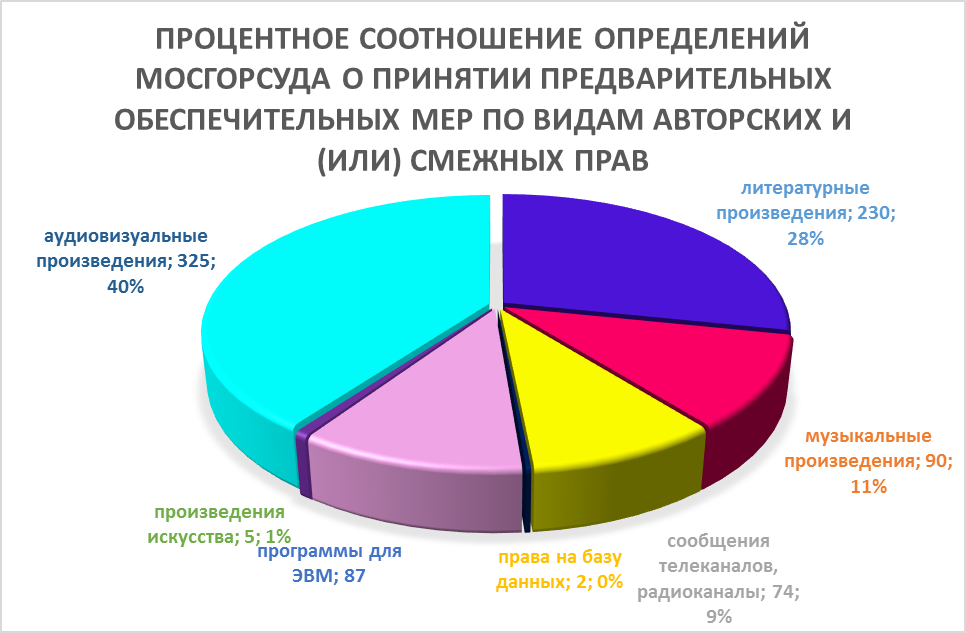 ПРОЦЕНТНОЕ СООТНОШЕНИЕ ОПРЕДЕЛЕНИЙ
МОСГОРСУДА О ПРИНЯТИИ ПРЕДВАРИТЕЛЬНЫХ
ОБЕСПЕЧИТЕЛЬНЫХ МЕР ПО ВИДАМ АВТОРСКИХ И
(ИЛИ) СМЕЖНЫХ ПРАВ
литературные
произведения; 230;
28%
аудиовизуальные
произведения; 325;
40%
музыкальные
произведения; 90;
11%
произведения
искусства; 5; 1%
программы для
ЭВМ; 87
права на базу
данных; 2; 0%
сообщения
телеканалов,
радиоканалы; 74;
9%